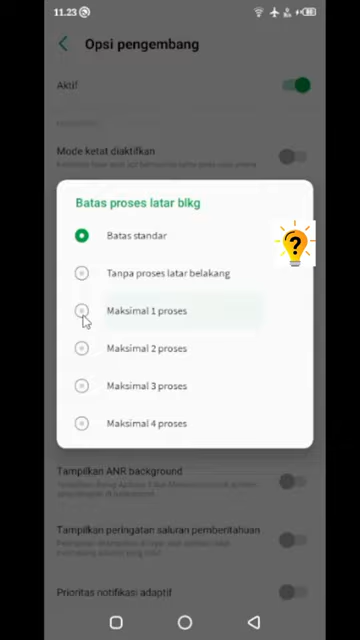 11.23
Opsi pengembang
Aktif
Mode ketat diaktifkan
Batas proses latar blkg
Batas standar
?
Tanpa proses latar belakang
Maksimal 1 proses
Maksimal 2 proses
Maksimal 3 proses
Maksimal 4 proses
Tampilkan ANR background
Tampilkan peringatan saluran pemberitahuan
Prioritas notifikasi adaptif